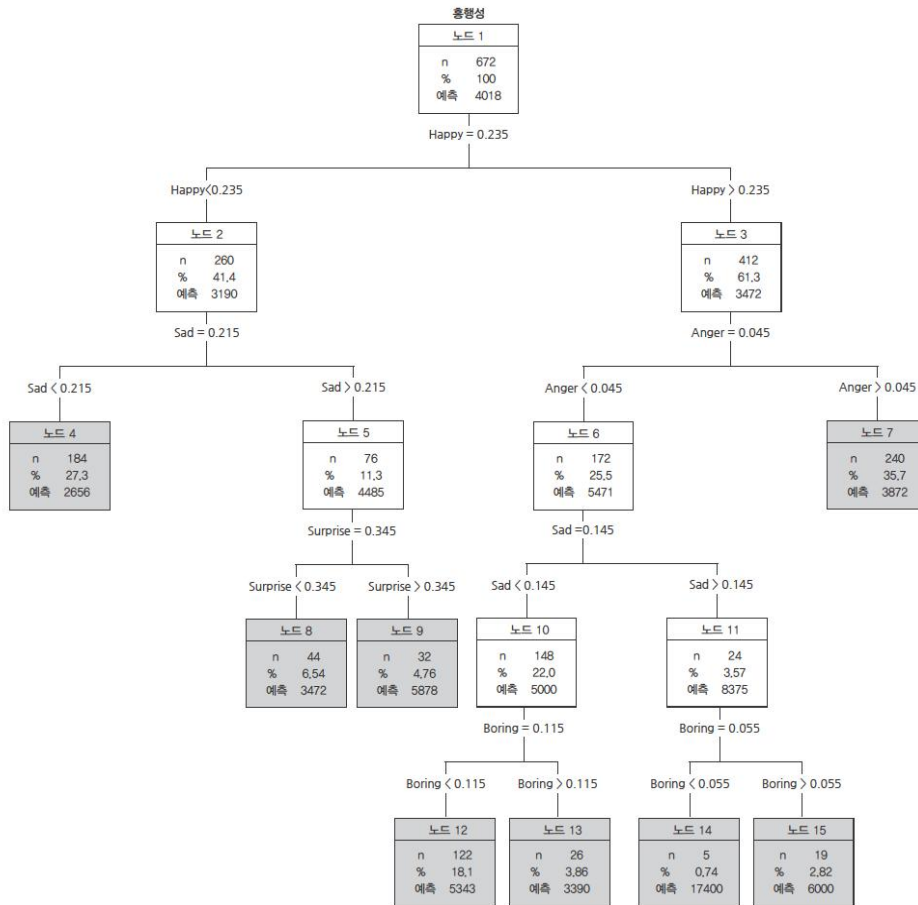 흥행성
노드 1
n 672
% 100
예측 4018
Happy = 0.235
Happy<0.235 Happy > 0.235
노드 2 노드 3
n 260 n 412
% 41,4 % 61,3
예측 3190 예측 3472
Sad = 0.215 Anger = 0.045
Sad < 0.215 Sad > 0.215 Anger < 0.045 Anger > 0.045
노드 4 노드 5 노드 6 노드 7
n 184 n 76 n 172 n 240
% 27,3 % 11,3 % 25,5 % 35,7
예측 2656 예측 4485 예측 5471 예측 3872
Surprise = 0.345 Sad =0.145
Surprise < 0.345 Surprise > 0.345 Sad < 0.145 Sad > 0.145
노드 8 노드 9 노드 10 노드 11
n 44 n 32 n 148 n 24
% 6,54 % 4,76 % 22,0 % 3,57
예측 3472 예측 5878 예측 5000 예측 8375
Boring = 0.115 Boring = 0.055
Boring < 0.115 Boring > 0.115 Boring < 0.055 Boring > 0.055
노드 12 노드 13 노드 14 노드 15
n 122 n 26 n 5 n 19
% 18,1 % 3,86 % 0,74 % 2,82
예측 5343 예측 3390 예측 17400 예측 6000